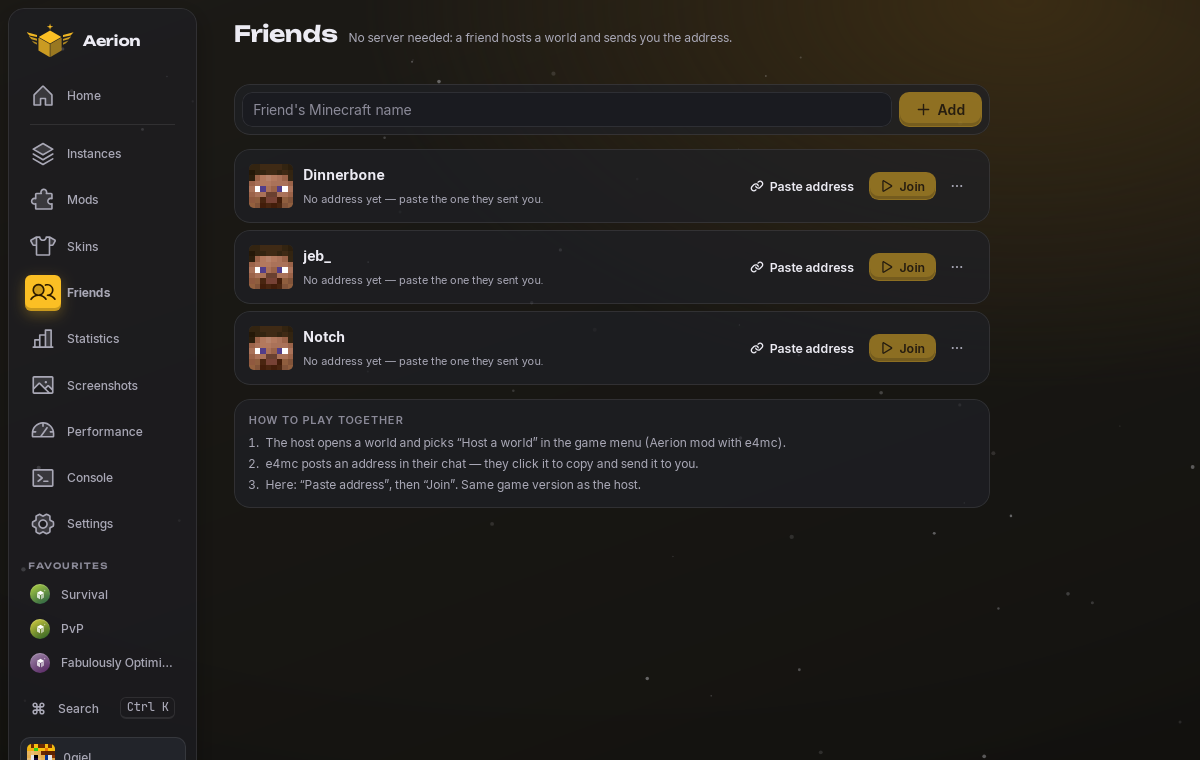 Aerion
Home
Instances
Mods
Skins
Friends
Statistics
Screenshots
Performance
Console
Settings
FAVOURITES
Survival
PvP
Fabulously Optimi...
⌘ Search Ctrl K
Friends No server needed: a friend hosts a world and sends you the address.
Friend's Minecraft name
+ Add
Dinnerbone
No address yet — paste the one they sent you.
Paste address Join ...
jeb_
No address yet — paste the one they sent you.
Paste address Join ...
Notch
No address yet — paste the one they sent you.
Paste address Join ...
HOW TO PLAY TOGETHER
1. The host opens a world and picks “Host a world” in the game menu (Aerion mod with e4mc).
2. e4mc posts an address in their chat — they click it to copy and send it to you.
3. Here: “Paste address”, then “Join”. Same game version as the host.